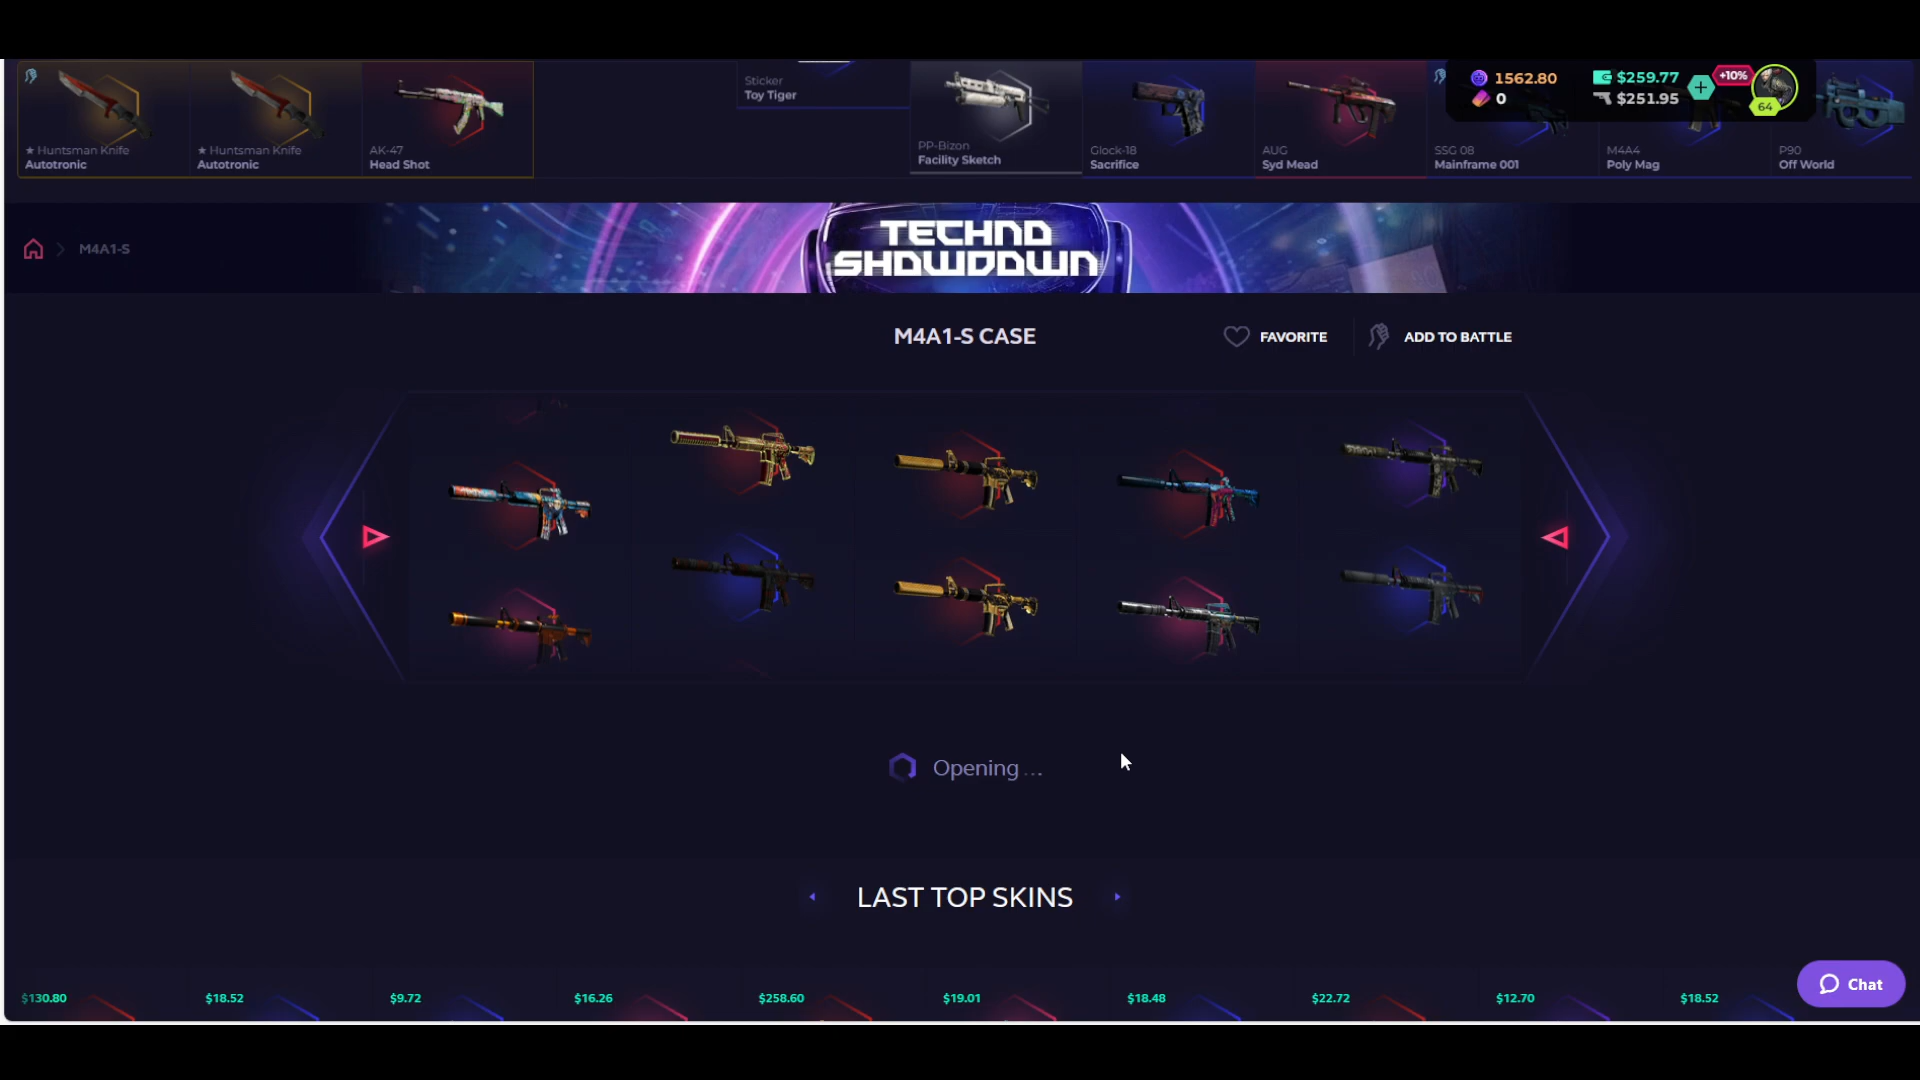 Sticker
Toy Tiger
★ Huntsman Knife
Autotronic
★ Huntsman Knife
Autotronic
AK-47
Head Shot
PP-Bizon
Facility Sketch
Glock-18
Sacrifice
AUG
Syd Mead
SSG 08
Mainframe 001
M4A4
Poly Mag
P90
Off World
1562.80
0
$259.77
$251.95
+
+10%
64
M4A1-S
TECHNO
SHOWDOWN
M4A1-S CASE
FAVORITE
ADD TO BATTLE
Opening ...
LAST TOP SKINS
$130.80
$18.52
$9.72
$16.26
$258.60
$19.01
$18.48
$22.72
$12.70
$18.52
Chat